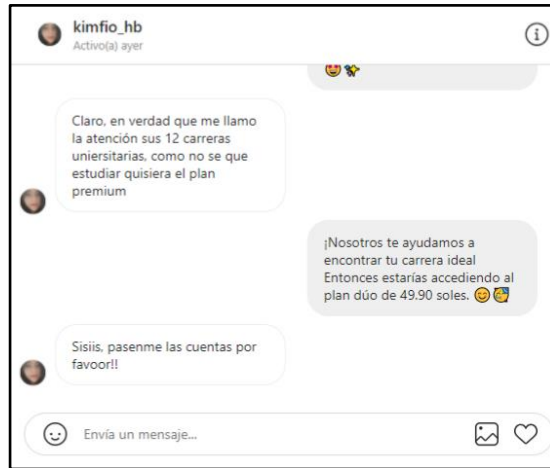 kimfio_hb
Activo(a) ayer
😍✨
Claro, en verdad que me llamo
la atención sus 12 carreras
uniersitarias, como no se que
estudiar quisiera el plan
premium
¡Nosotros te ayudamos a
encontrar tu carrera ideal
Entonces estarías accediendo al
plan dúo de 49.90 soles. 😊🥳
Sisiis, pasenme las cuentas por
favoor!!
Envía un mensaje...